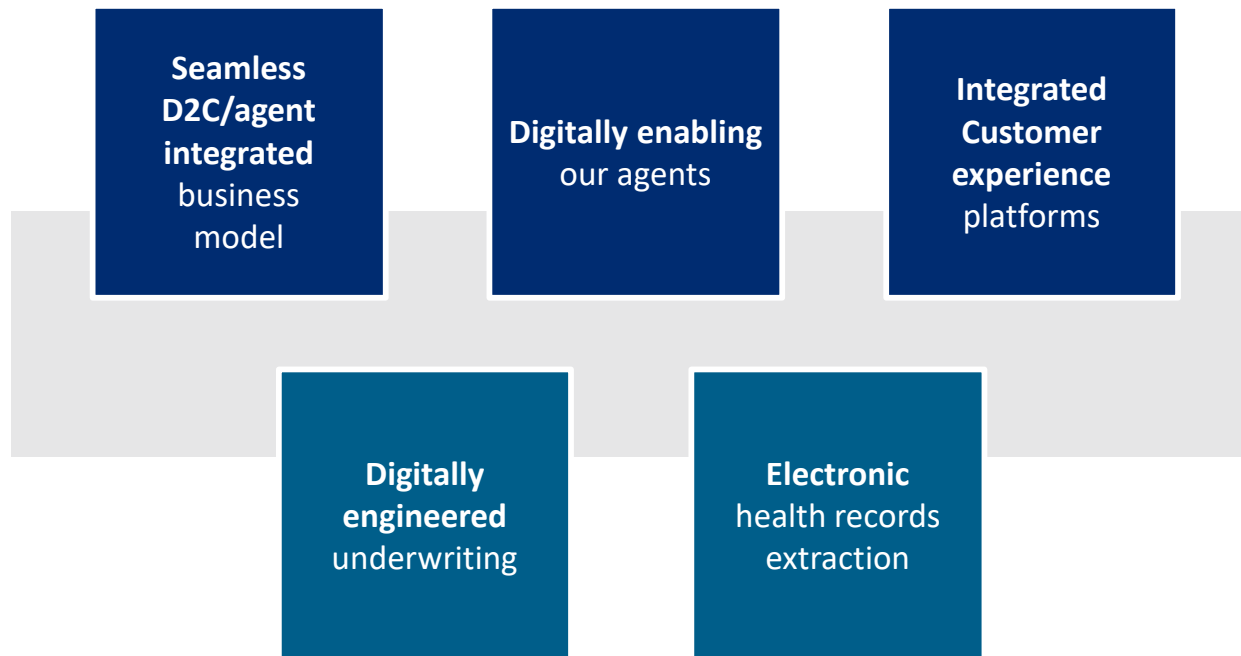 Seamless
D2C/agent
integrated
business
model
Digitally enabling
our agents
Integrated
Customer
experience
platforms
Digitally
engineered
underwriting
Electronic
health records
extraction